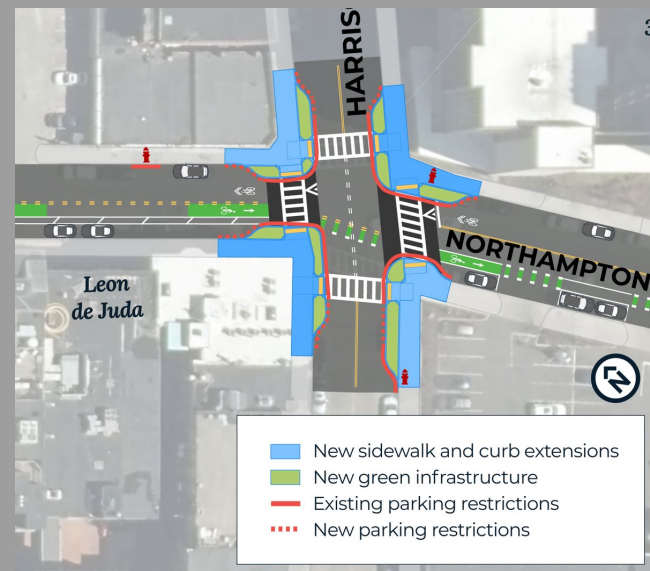 HARRIS
3
NORTHAMPTON
Leon
de Juda
N
New sidewalk and curb extensions
New green infrastructure
Existing parking restrictions
New parking restrictions